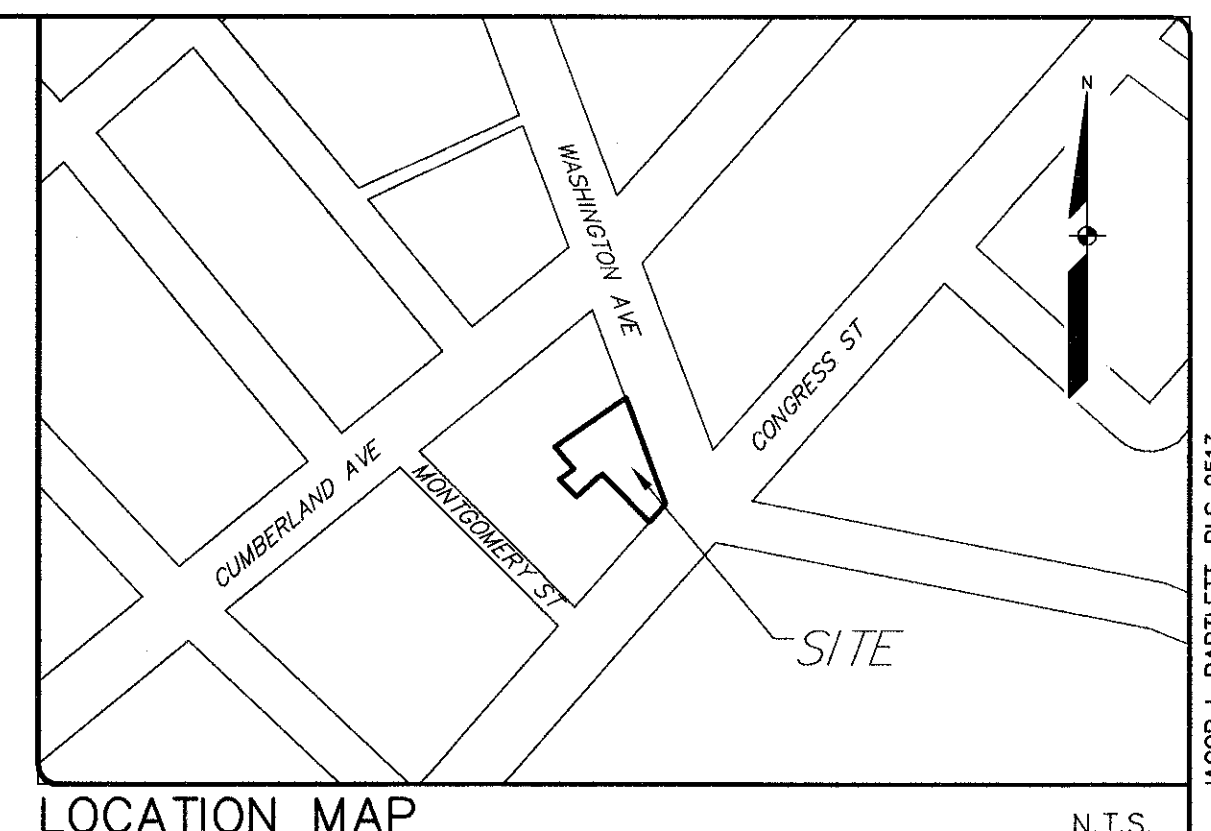 N
WASHINGTON AVE
CONGRESS ST
CUMBERLAND AVE
MONTGOMERY ST
SITE
LOCATION MAP
N.T.S.